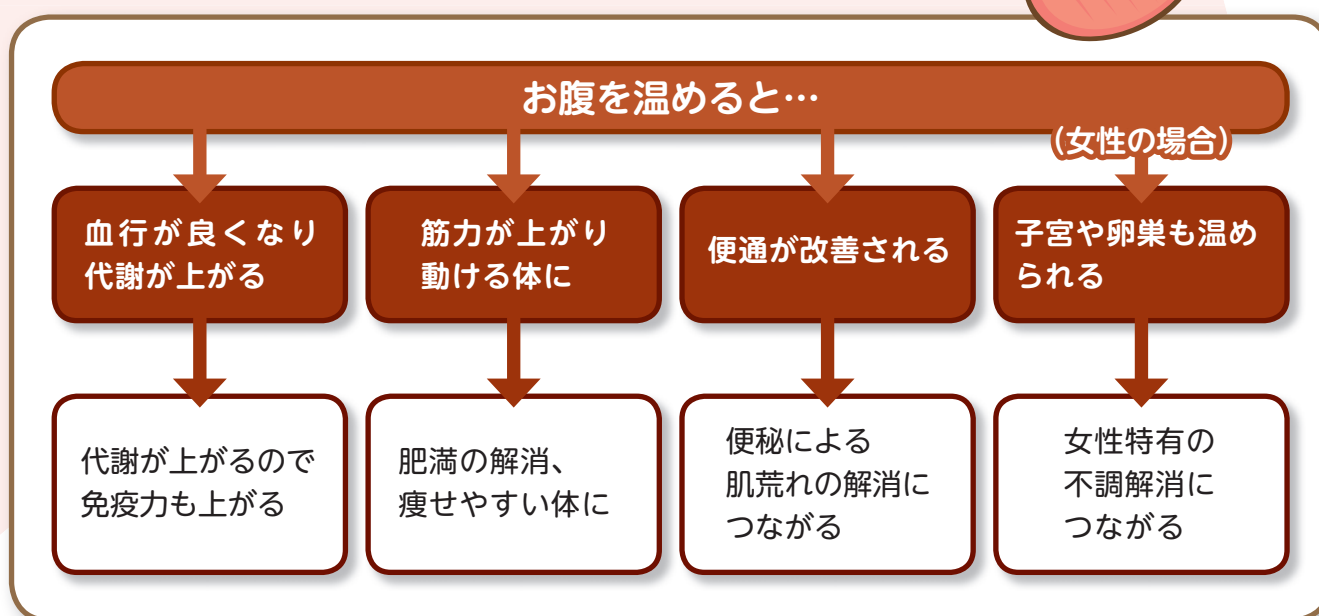 お腹を温めると…
(女性の場合)
血行が良くなり
代謝が上がる
筋力が上がり
動ける体に
便通が改善される
子宮や卵巣も温め
られる
代謝が上がるので
免疫力も上がる
肥満の解消、
痩せやすい体に
便秘による
肌荒れの解消に
つながる
女性特有の
不調解消に
つながる